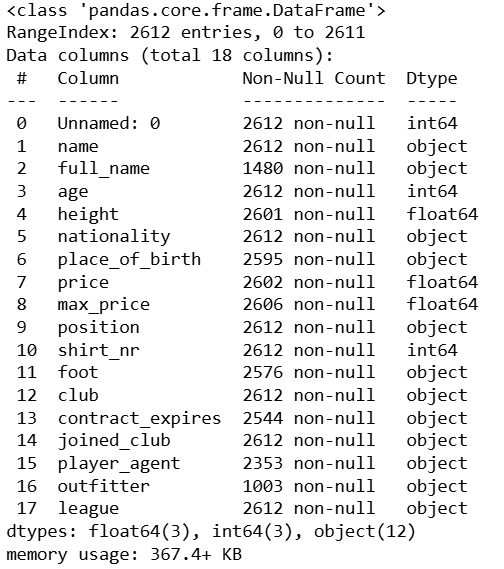 <class 'pandas.core.frame.DataFrame'>
RangeIndex: 2612 entries, 0 to 2611
Data columns (total 18 columns):
 #   Column            Non-Null Count  Dtype
---  ------            --------------  -----
 0   Unnamed: 0        2612 non-null   int64
 1   name              2612 non-null   object
 2   full_name         1480 non-null   object
 3   age               2612 non-null   int64
 4   height            2601 non-null   float64
 5   nationality       2612 non-null   object
 6   place_of_birth    2595 non-null   object
 7   price             2602 non-null   float64
 8   max_price         2606 non-null   float64
 9   position          2612 non-null   object
 10  shirt_nr          2612 non-null   int64
 11  foot              2576 non-null   object
 12  club              2612 non-null   object
 13  contract_expires  2544 non-null   object
 14  joined_club       2612 non-null   object
 15  player_agent      2353 non-null   object
 16  outfitter         1003 non-null   object
 17  league            2612 non-null   object
dtypes: float64(3), int64(3), object(12)
memory usage: 367.4+ KB